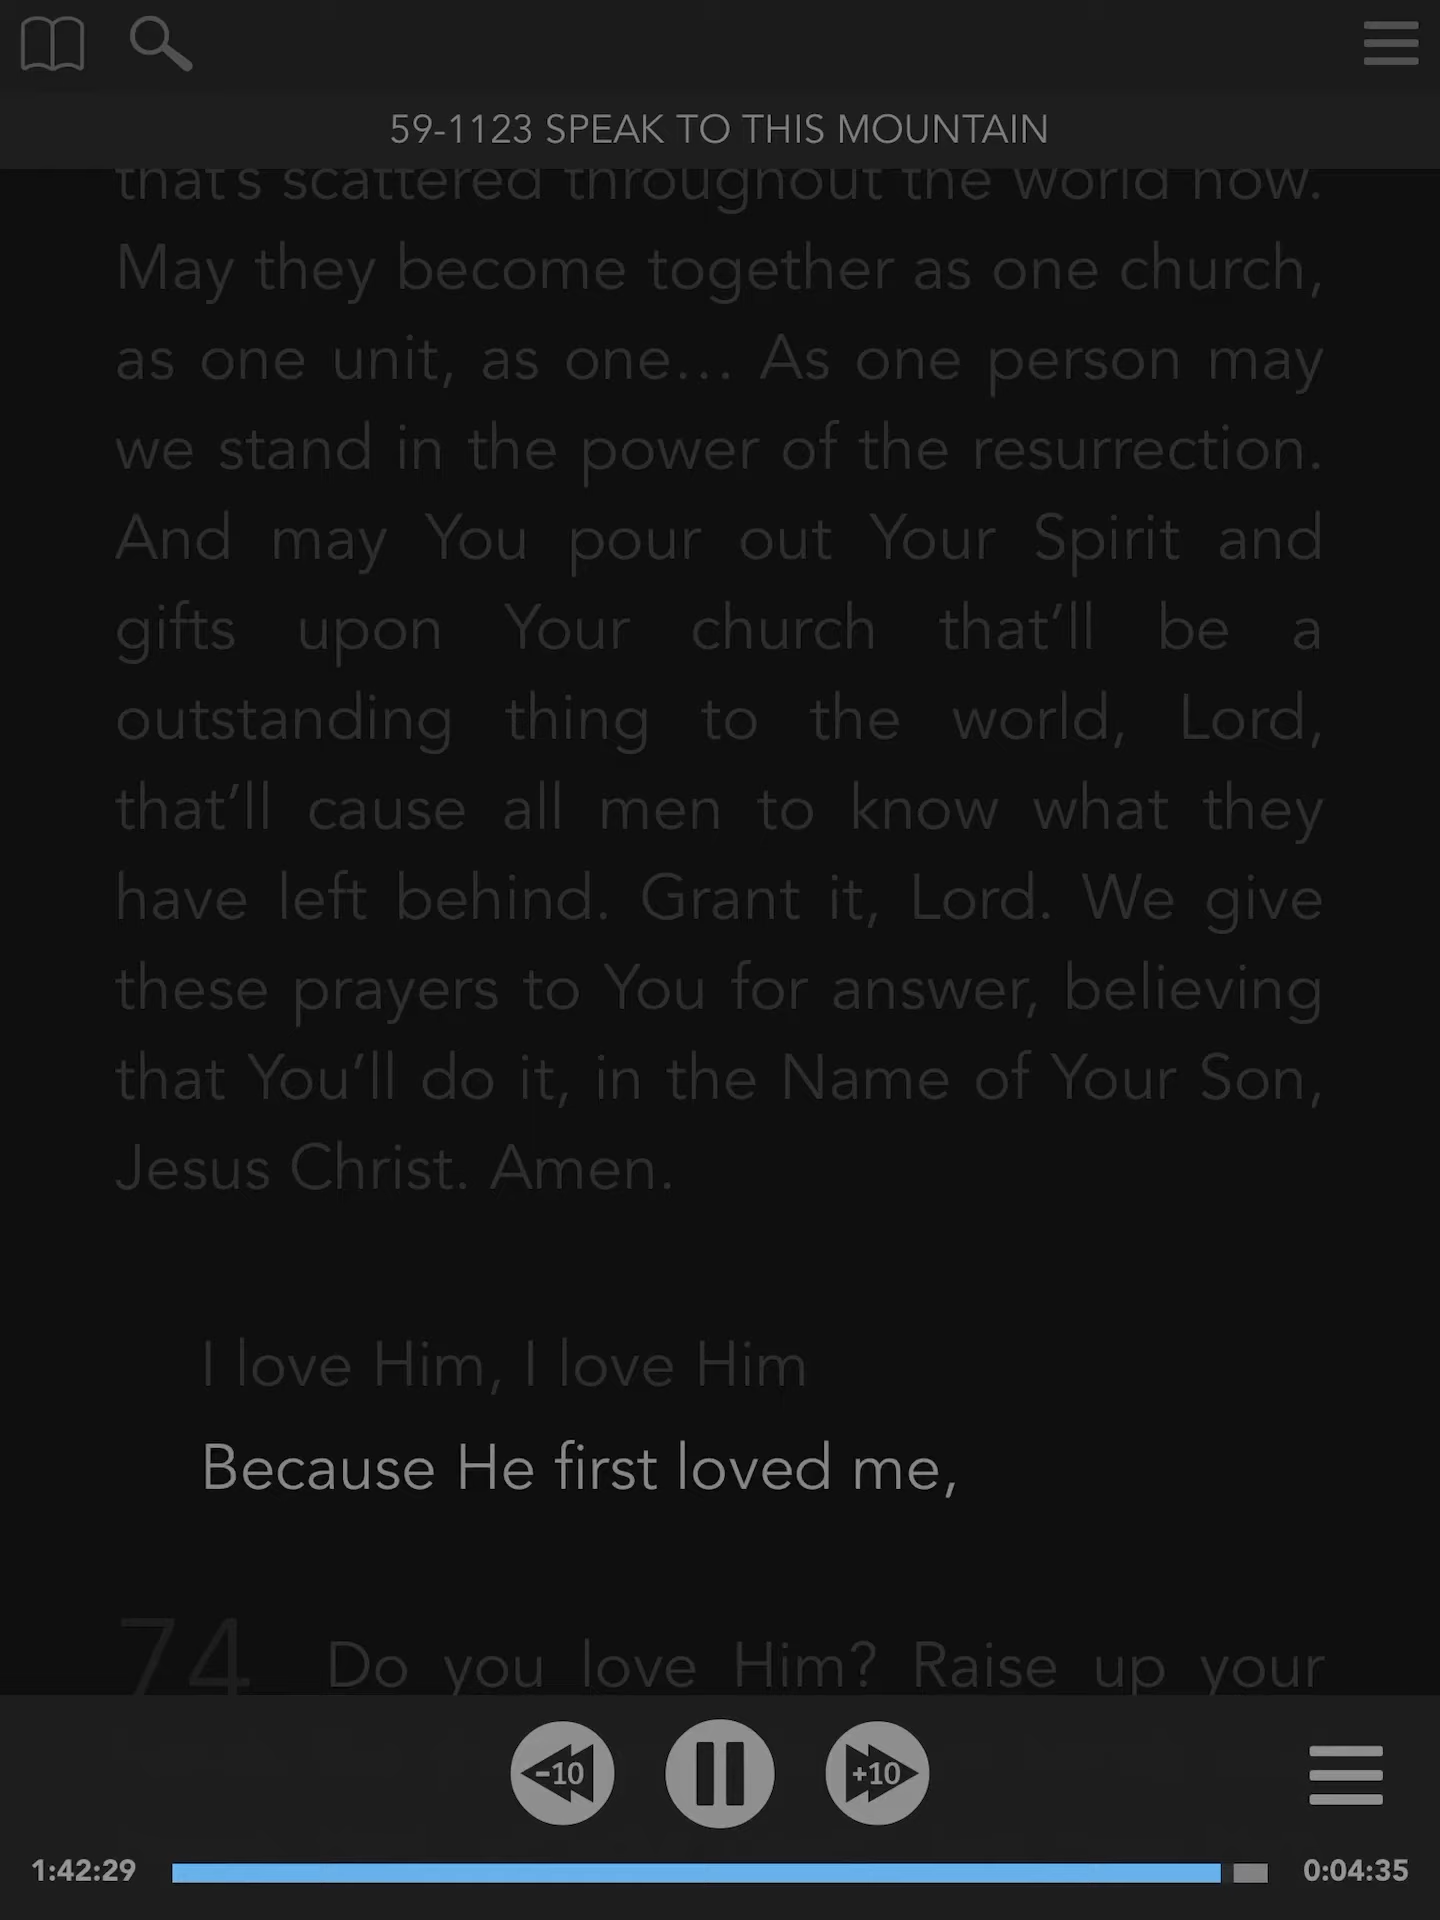 59-1123 SPEAK TO THIS MOUNTAIN
that's scattered throughout the world now.
May they become together as one church,
as one unit, as one… As one person may
we stand in the power of the resurrection.
And may You pour out Your Spirit and
gifts upon Your church that’ll be a
outstanding thing to the world, Lord,
that’ll cause all men to know what they
have left behind. Grant it, Lord. We give
these prayers to You for answer, believing
that You’ll do it, in the Name of Your Son,
Jesus Christ. Amen.
I love Him, I love Him
Because He first loved me,
74 Do you love Him? Raise up your
-10 +10
1:42:29 0:04:35